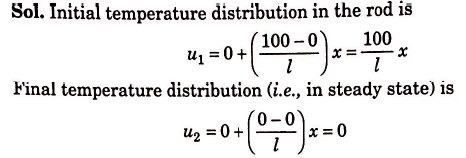 Sol. Initial temperature distribution in the rod is
u₁ = 0 + ((100 − 0)/l) x = (100/l) x
Final temperature distribution (i.e., in steady state) is
u₂ = 0 + ((0 − 0)/l) x = 0